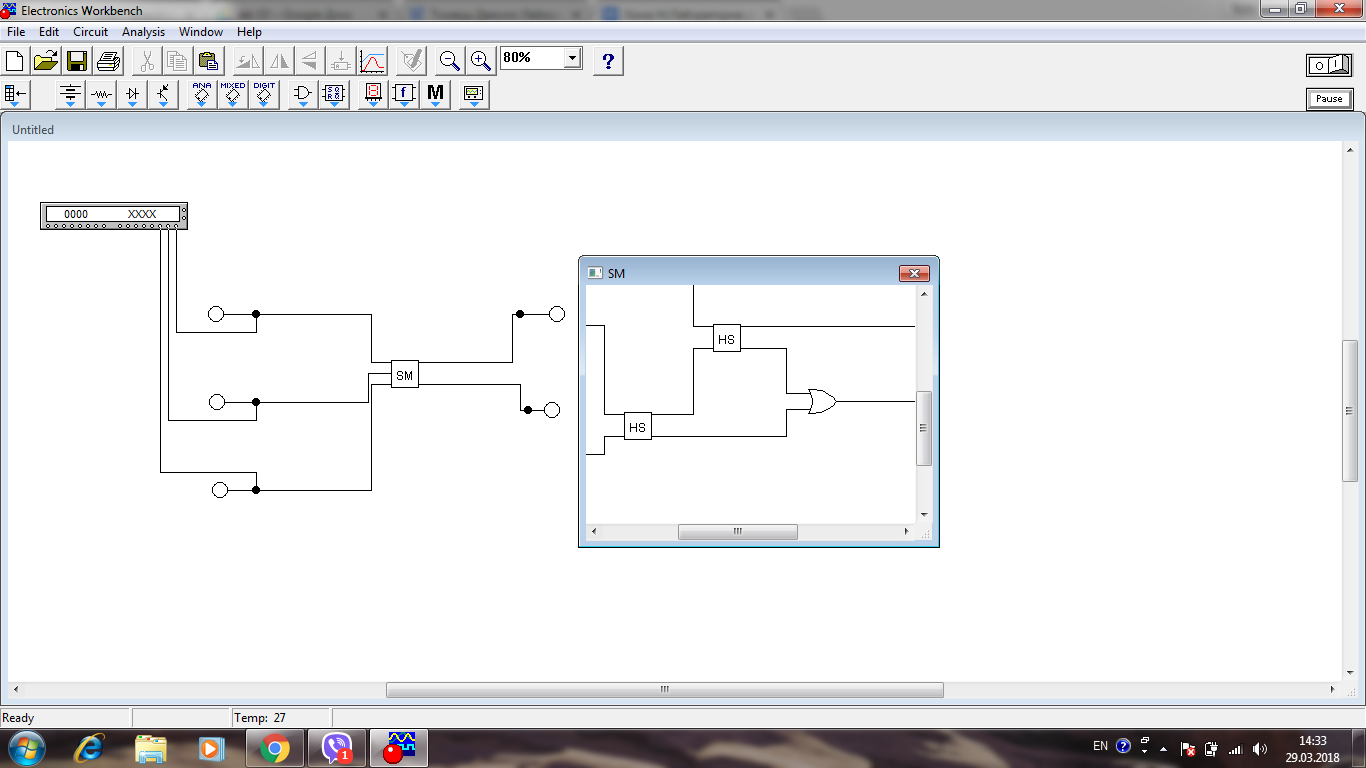 Electronics Workbench
File Edit Circuit Analysis Window Help
80% ?
ANA MIXED DIGIT f M
Pause
Untitled
0000 XXXX
SM
SM
HS
HS
Ready Temp: 27
1
EN ? 14:33
29.03.2018